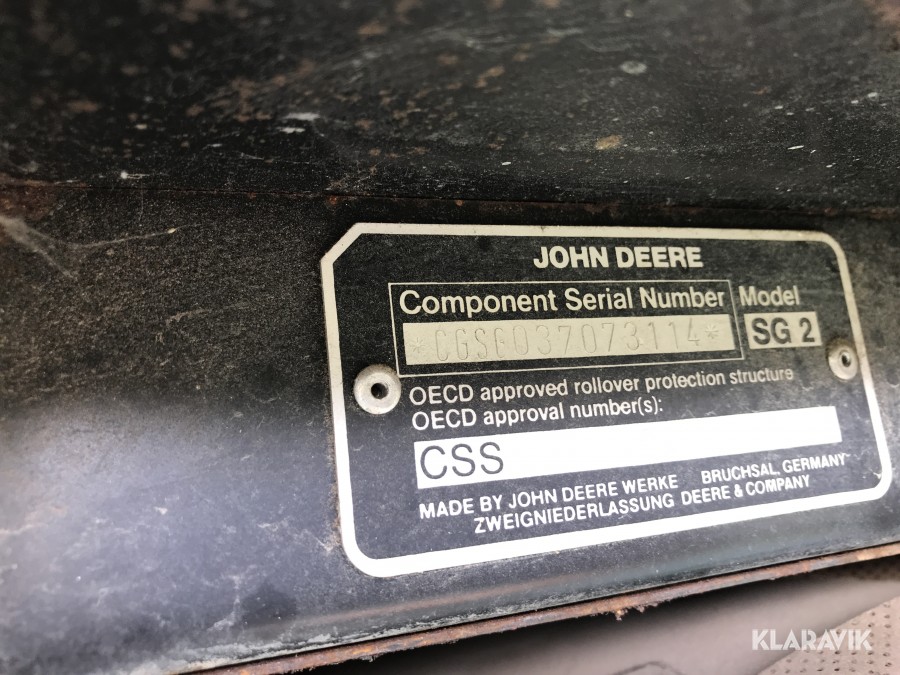 JOHN DEERE
Component Serial Number
Model
*CGSG037073114*
SG 2
OECD approved rollover protection structure
OECD approval number(s):
CSS
MADE BY JOHN DEERE WERKE BRUCHSAL, GERMANY
ZWEIGNIEDERLASSUNG DEERE & COMPANY
KLARAVIK